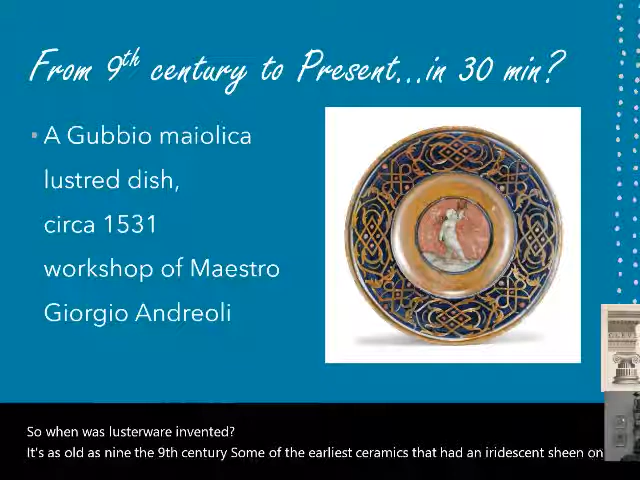 From 9th century to Present...in 30 min?
A Gubbio maiolica
lustred dish,
circa 1531
workshop of Maestro
Giorgio Andreoli
So when was lusterware invented?
It's as old as nine the 9th century Some of the earliest ceramics that had an iridescent sheen on